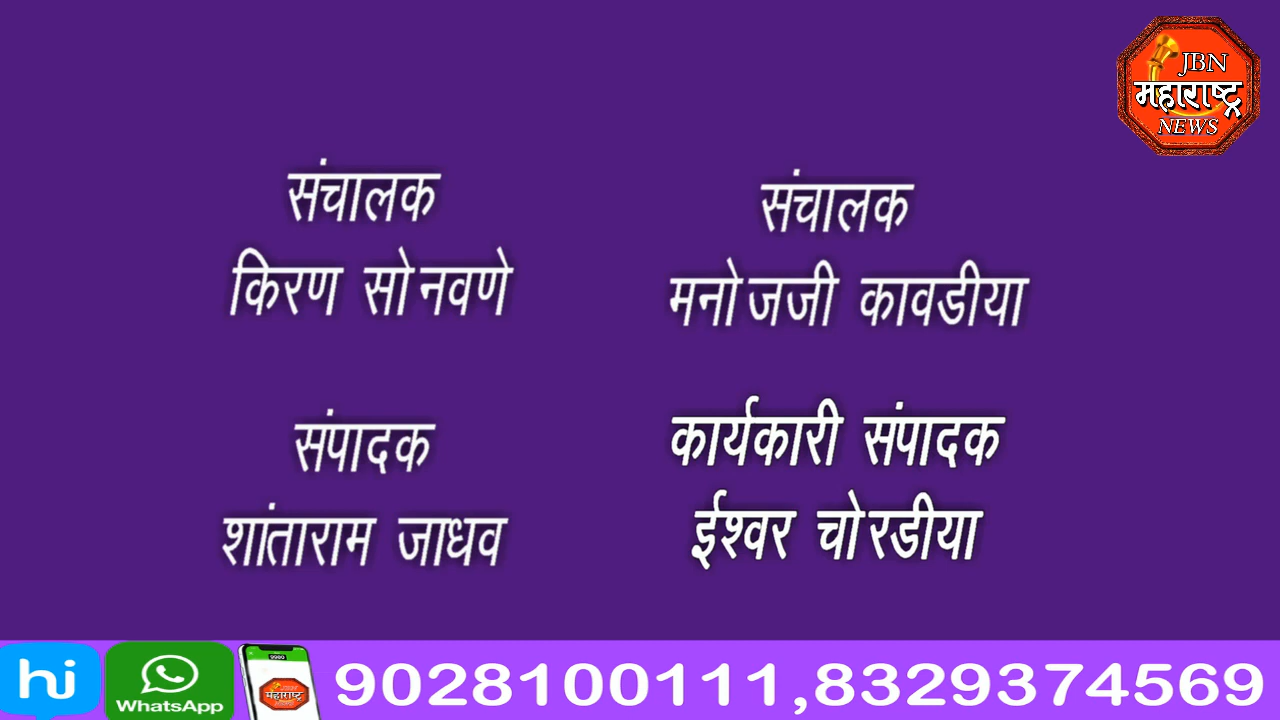 JBN
महाराष्ट्र
NEWS
संचालक
किरण सोनवणे
संचालक
मनोजजी कावडीया
संपादक
शांताराम जाधव
कार्यकारी संपादक
ईश्वर चोरडीया
hi
WhatsApp
महाराष्ट्र
9028100111,8329374569